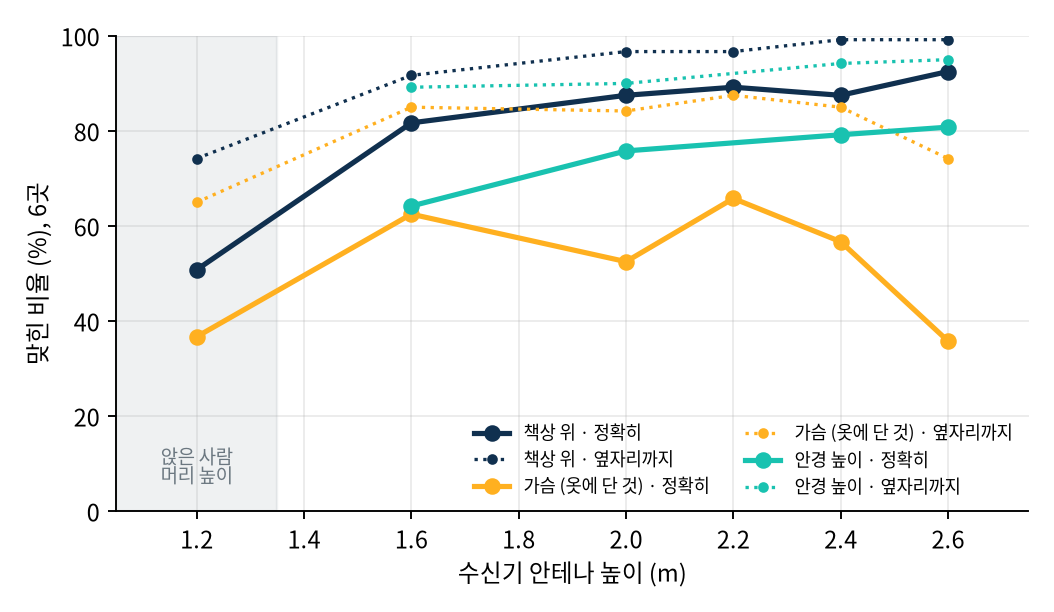 100
80
60
40
20
0
맞힌 비율 (%), 6곳
앉은 사람
머리 높이
책상 위 · 정확히
책상 위 · 옆자리까지
가슴 (옷에 단 것) · 정확히
가슴 (옷에 단 것) · 옆자리까지
안경 높이 · 정확히
안경 높이 · 옆자리까지
1.2 1.4 1.6 1.8 2.0 2.2 2.4 2.6
수신기 안테나 높이 (m)